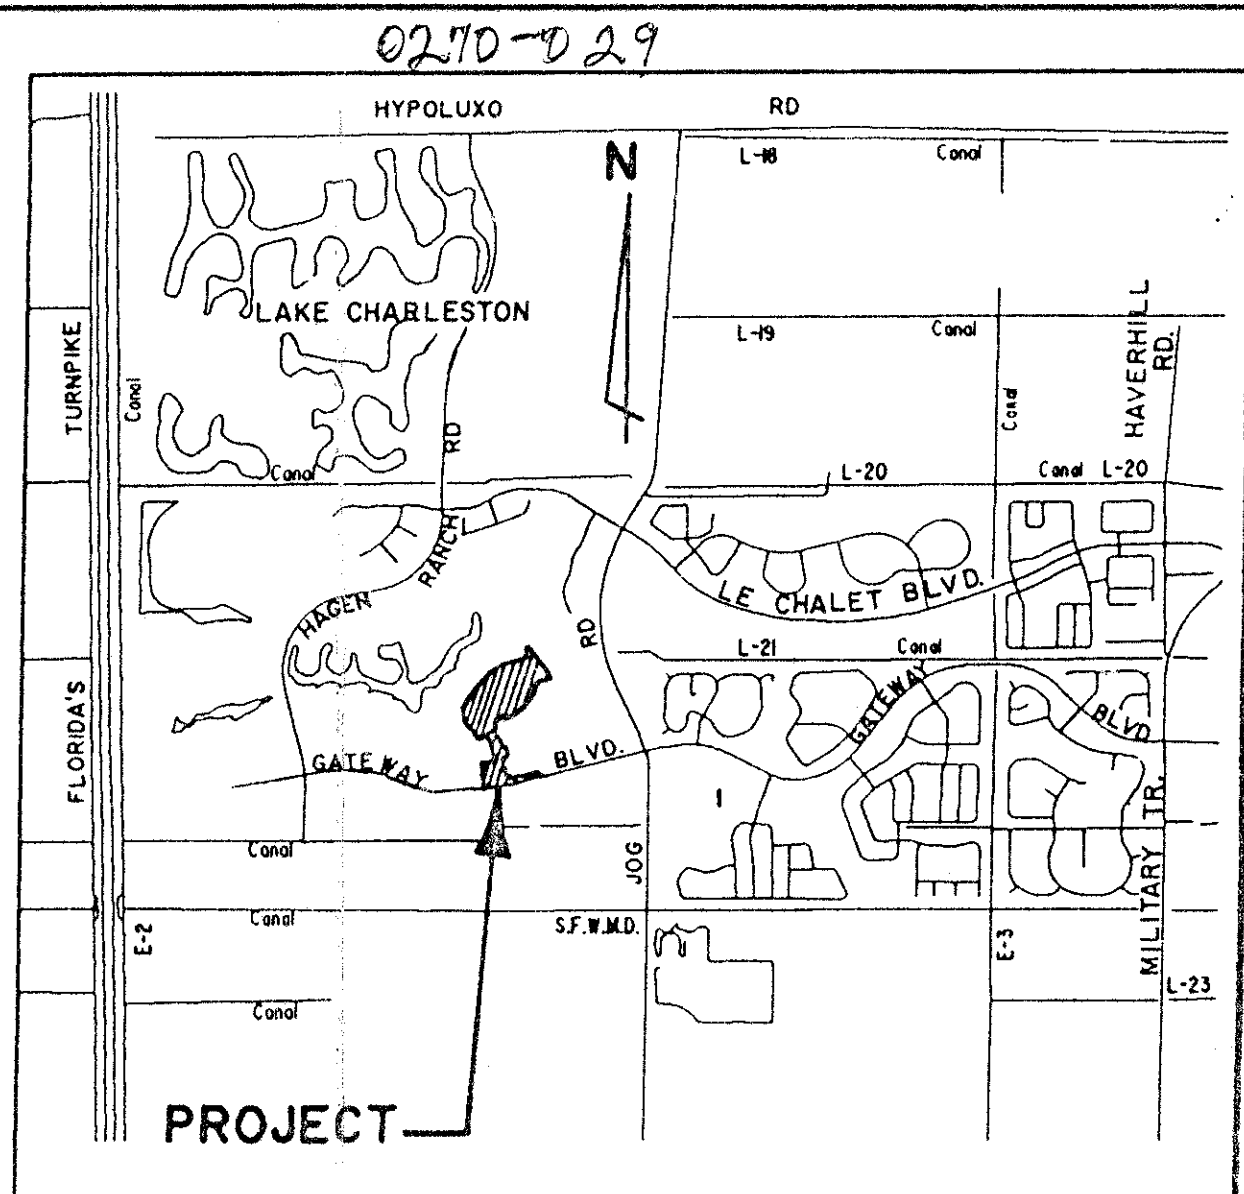 0270-029
HYPOLUXO RD
N
L-18 Canal
LAKE CHARLESTON
L-19 Canal
HAVERHILL RD.
FLORIDA'S TURNPIKE
Canal
Canal
RD
Canal
L-20
Canal L-20
HAGEN RANCH
LE CHALET BLVD.
RD
L-21 Canal
GATEWAY BLVD.
GATEWAY BLVD
1
MILITARY TR.
JOG
Canal
Canal
S.F.W.M.D.
E-2
E-3
L-23
Canal
PROJECT